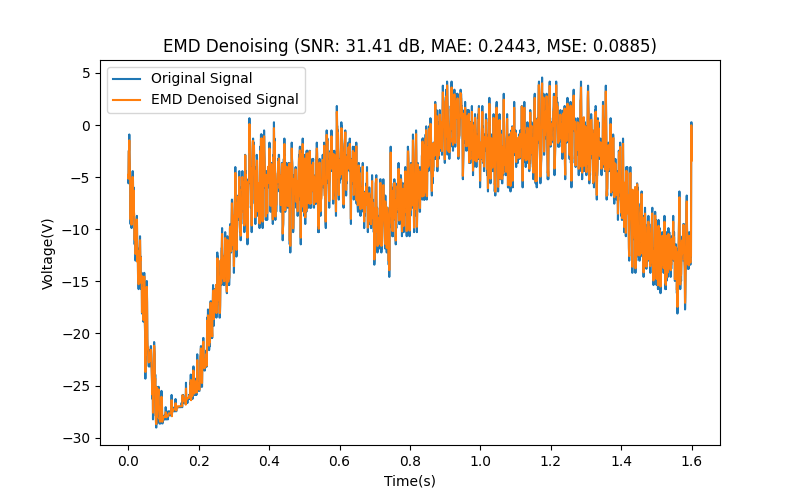 EMD Denoising (SNR: 31.41 dB, MAE: 0.2443, MSE: 0.0885)
Original Signal
EMD Denoised Signal
5
0
−5
−10
−15
−20
−25
−30
Voltage(V)
0.0 0.2 0.4 0.6 0.8 1.0 1.2 1.4 1.6
Time(s)